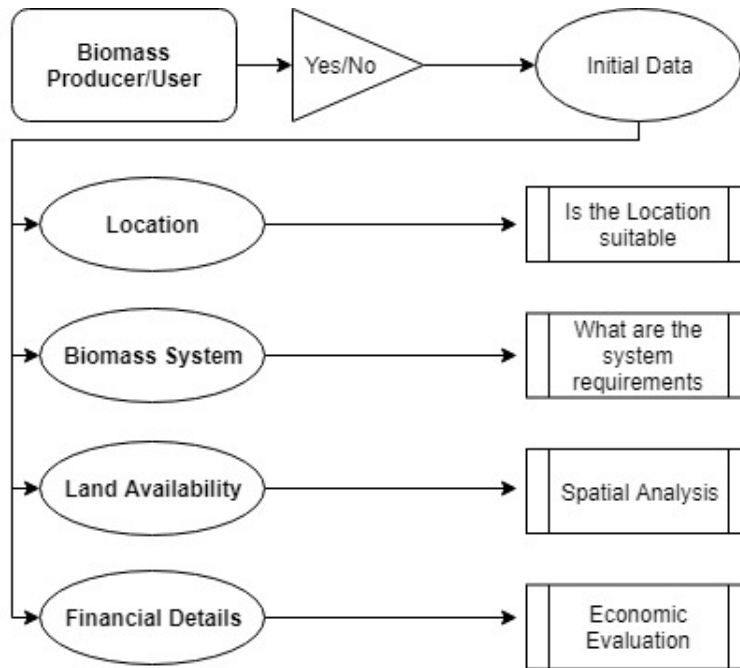 Biomass
Producer/User
Yes/No
Initial Data
Location
Is the Location
suitable
Biomass System
What are the
system
requirements
Land Availability
Spatial Analysis
Financial Details
Economic
Evaluation